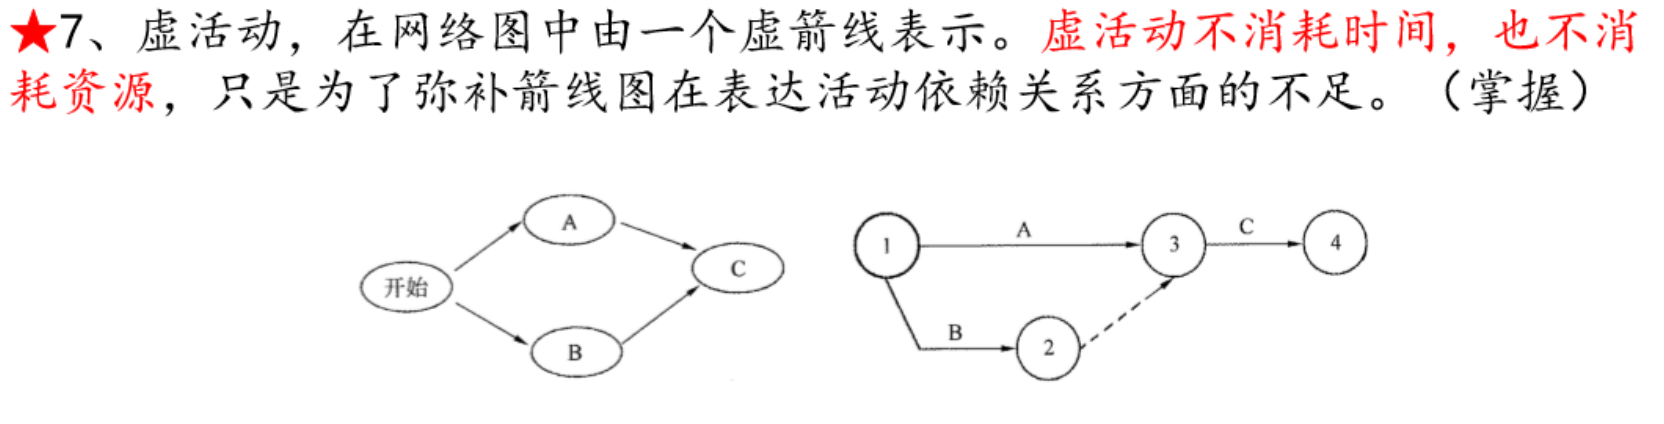 ★7、虚活动，在网络图中由一个虚箭线表示。虚活动不消耗时间，也不消
耗资源，只是为了弥补箭线图在表达活动依赖关系方面的不足。（掌握）
A
C
开始
B
1
A
3
C
4
B
2